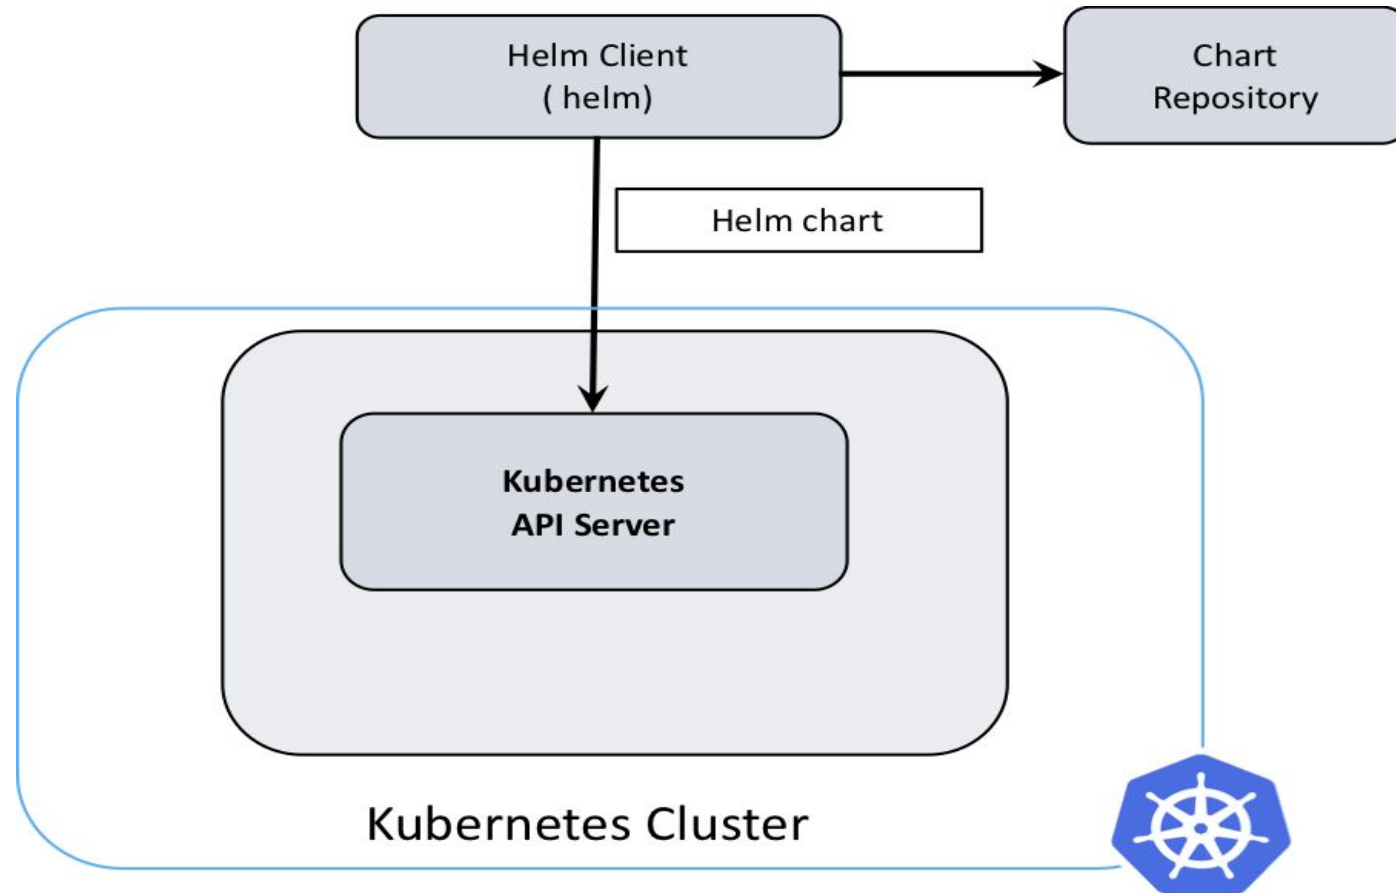 Helm Client
( helm)
Chart
Repository
Helm chart
Kubernetes
API Server
Kubernetes Cluster